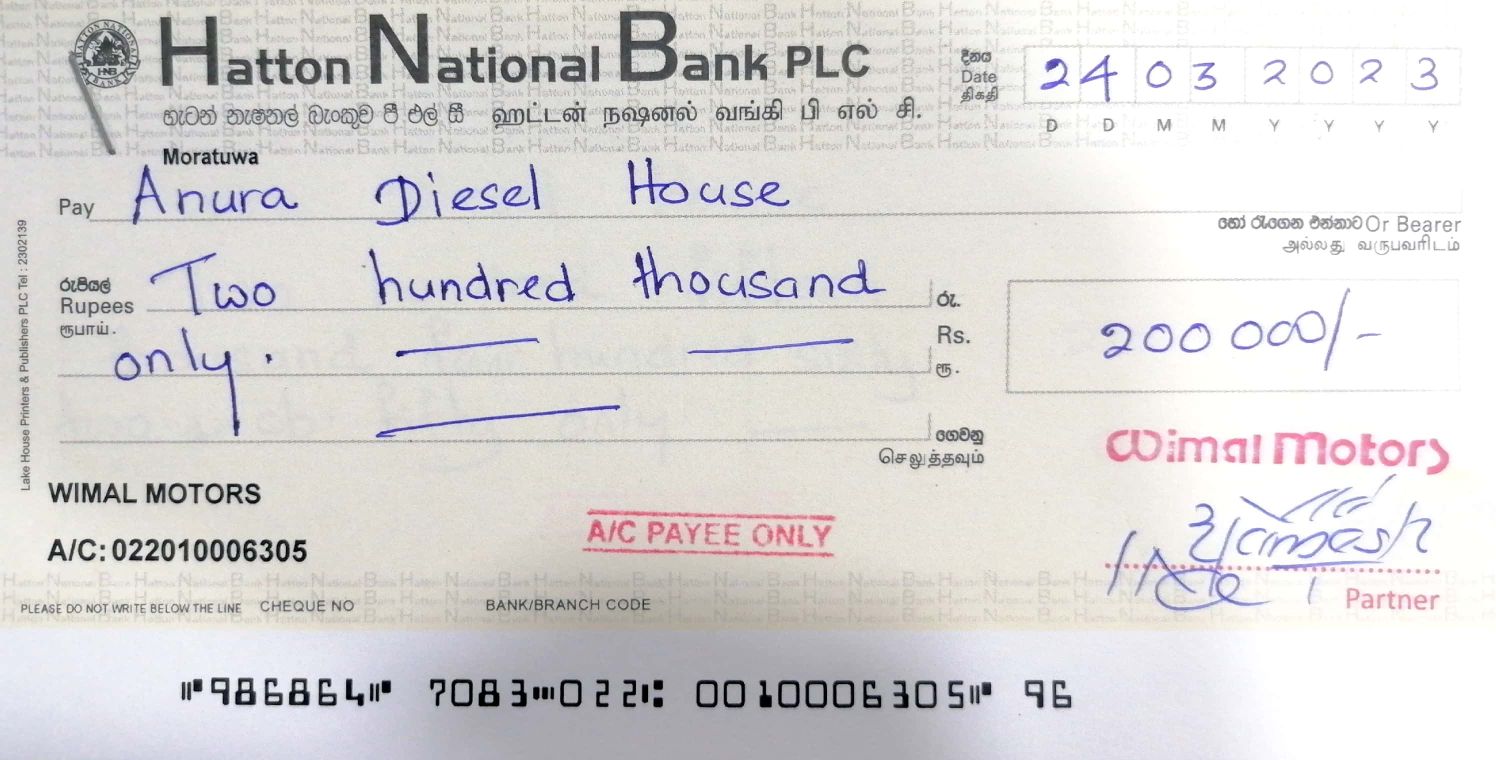 Hatton National Bank PLC
හැටන් නැෂනල් බැංකුව පී එල් සී ஹட்டன் நஷனல் வங்கி பி எல் சி.
Moratuwa
දිනය
Date
திகதி
24 03 2023
D D M M Y Y Y Y
Pay Anura Diesel House
හෝ රැගෙන එන්නාට Or Bearer
அல்லது வருபவரிடம்
රුපියල්
Rupees
ரூபாய்.
Two hundred thousand
only.
රු.
Rs.
ரூ.
200 000/-
ගෙවනු
செலுத்தவும்
Lake House Printers & Publishers PLC Tel : 2302139
WIMAL MOTORS
A/C: 022010006305
A/C PAYEE ONLY
Wimal Motors
Partner
PLEASE DO NOT WRITE BELOW THE LINE CHEQUE NO BANK/BRANCH CODE
⑈986864⑈ 7083⑉022⑆ 0010006305⑈ 96